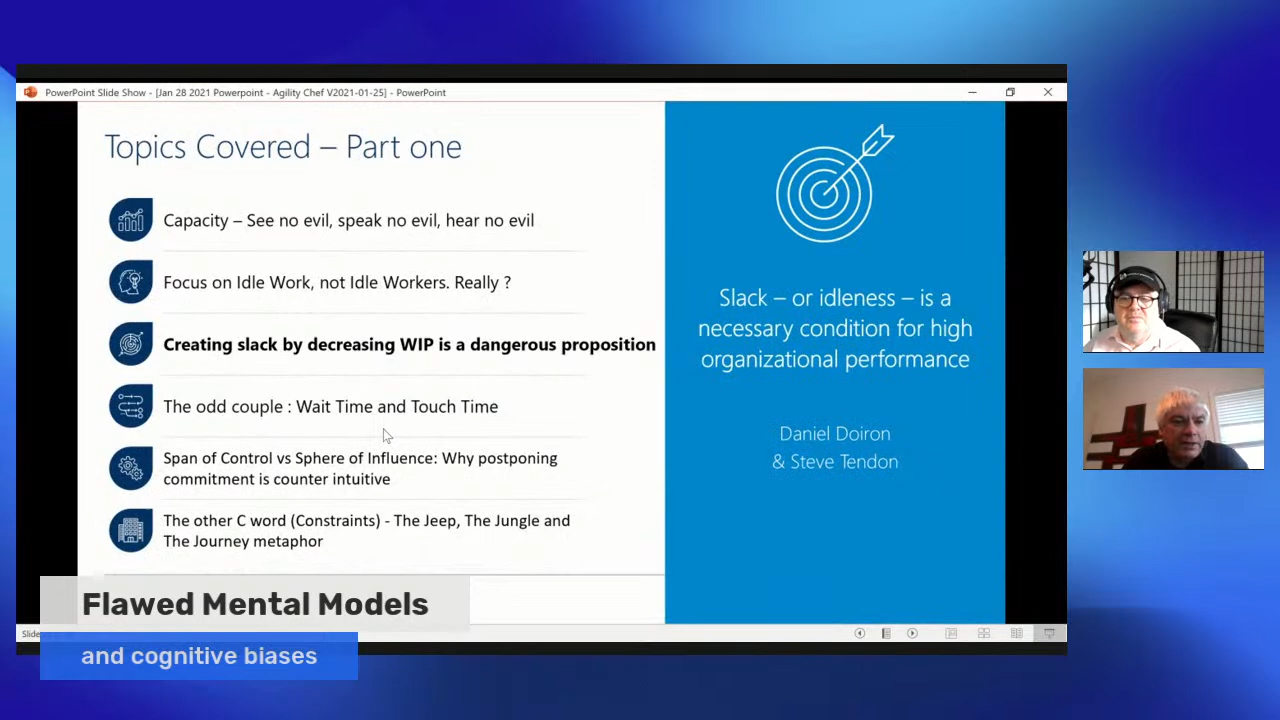 PowerPoint Slide Show - [Jan 28 2021 Powerpoint - Agility Chef V2021-01-25] - PowerPoint
Topics Covered – Part one
Capacity – See no evil, speak no evil, hear no evil
Focus on Idle Work, not Idle Workers. Really ?
Creating slack by decreasing WIP is a dangerous proposition
The odd couple : Wait Time and Touch Time
Span of Control vs Sphere of Influence: Why postponing
commitment is counter intuitive
The other C word (Constraints) - The Jeep, The Jungle and
The Journey metaphor
Slack – or idleness – is a
necessary condition for high
organizational performance
Daniel Doiron
& Steve Tendon
Flawed Mental Models
and cognitive biases